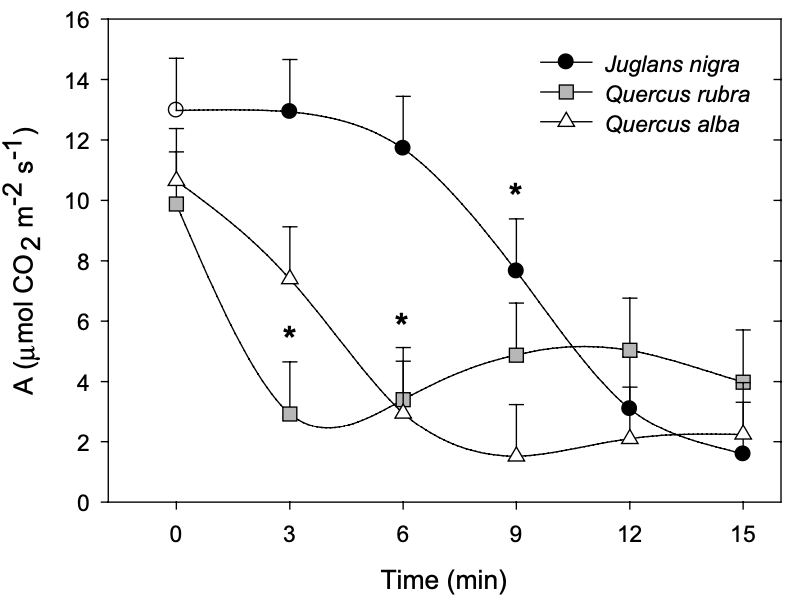 16
14
12
10
8
6
4
2
0
A (μmol CO2 m-2 s-1)
Juglans nigra
Quercus rubra
Quercus alba
*
*
*
0 3 6 9 12 15
Time (min)